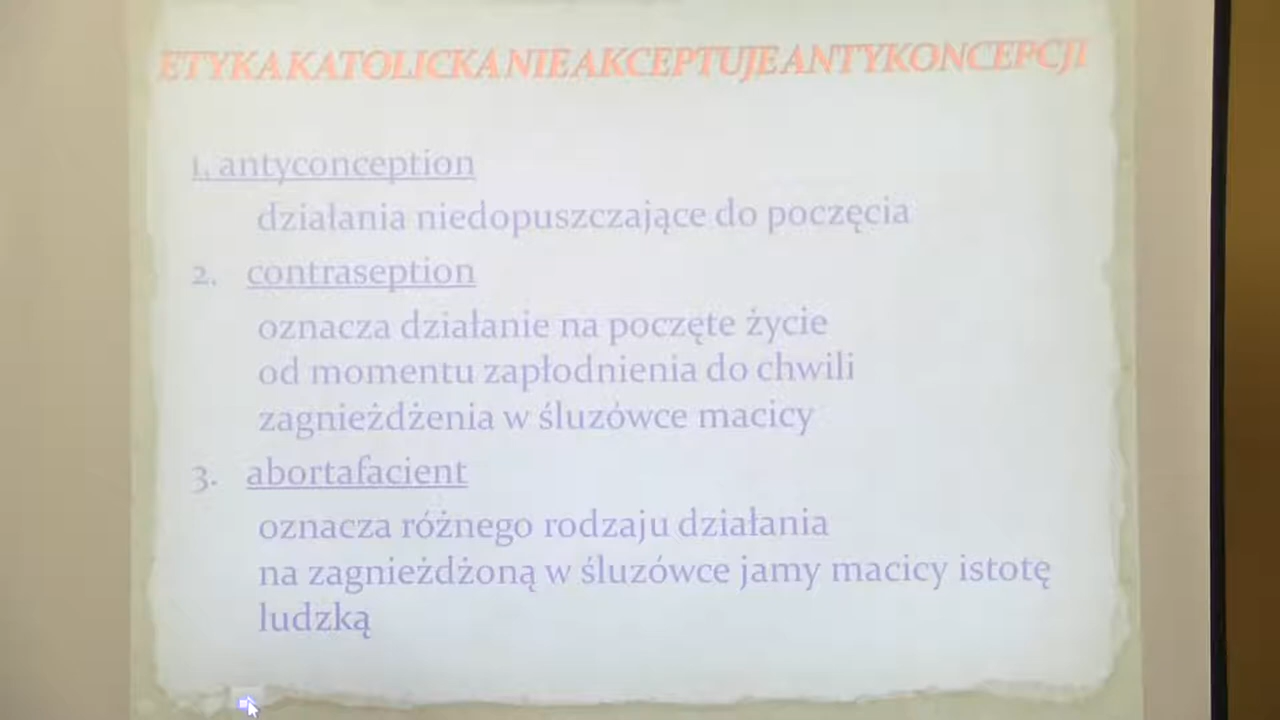 ETYKA KATOLICKA NIE AKCEPTUJE ANTYKONCEPCJI
1. antyconception
działania niedopuszczające do poczęcia
2. contraseption
oznacza działanie na poczęte życie
od momentu zapłodnienia do chwili
zagnieżdżenia w śluzówce macicy
3. abortafacient
oznacza różnego rodzaju działania
na zagnieżdżoną w śluzówce jamy macicy istotę
ludzką